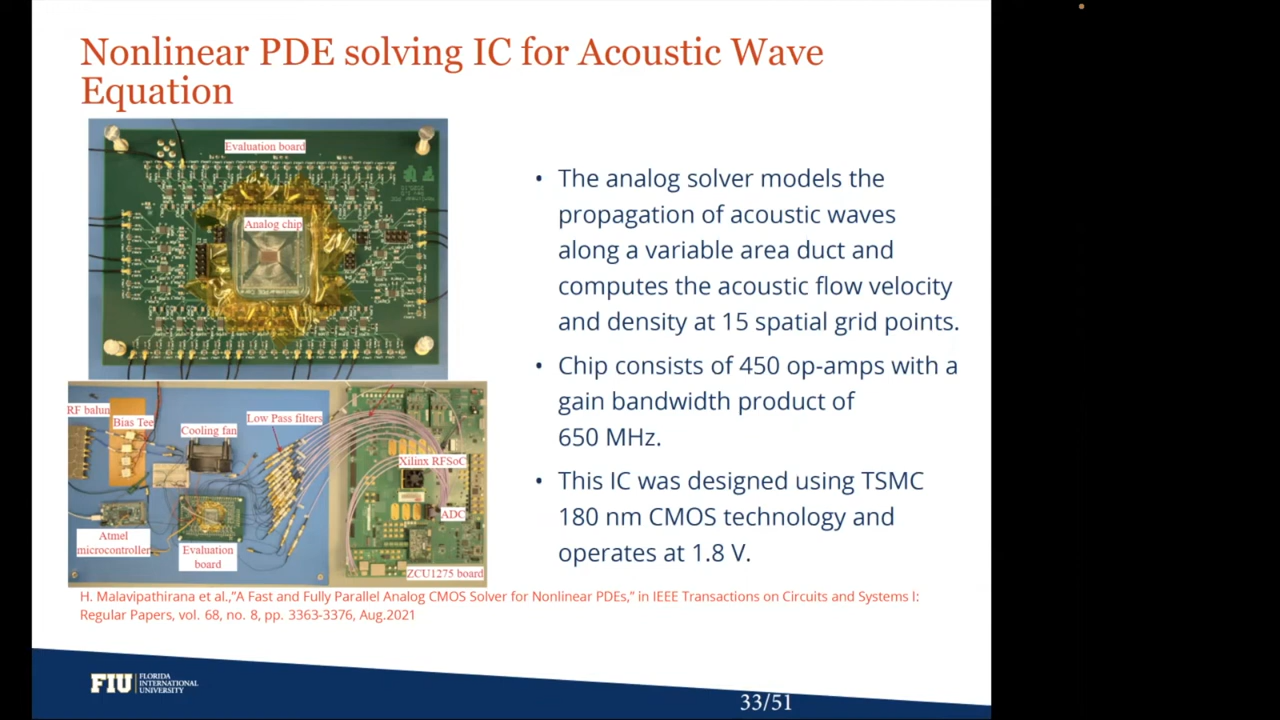 Nonlinear PDE solving IC for Acoustic Wave
Equation
Evaluation board
Analog chip
RF balun
Bias Tee
Cooling fan
Low Pass filters
Xilinx RFSoC
ADC
Atmel
microcontroller
Evaluation
board
ZCU1275 board
• The analog solver models the
propagation of acoustic waves
along a variable area duct and
computes the acoustic flow velocity
and density at 15 spatial grid points.
• Chip consists of 450 op-amps with a
gain bandwidth product of
650 MHz.
• This IC was designed using TSMC
180 nm CMOS technology and
operates at 1.8 V.
H. Malavipathirana et al.,"A Fast and Fully Parallel Analog CMOS Solver for Nonlinear PDEs," in IEEE Transactions on Circuits and Systems I:
Regular Papers, vol. 68, no. 8, pp. 3363-3376, Aug.2021
FIU
FLORIDA
INTERNATIONAL
UNIVERSITY
33/51